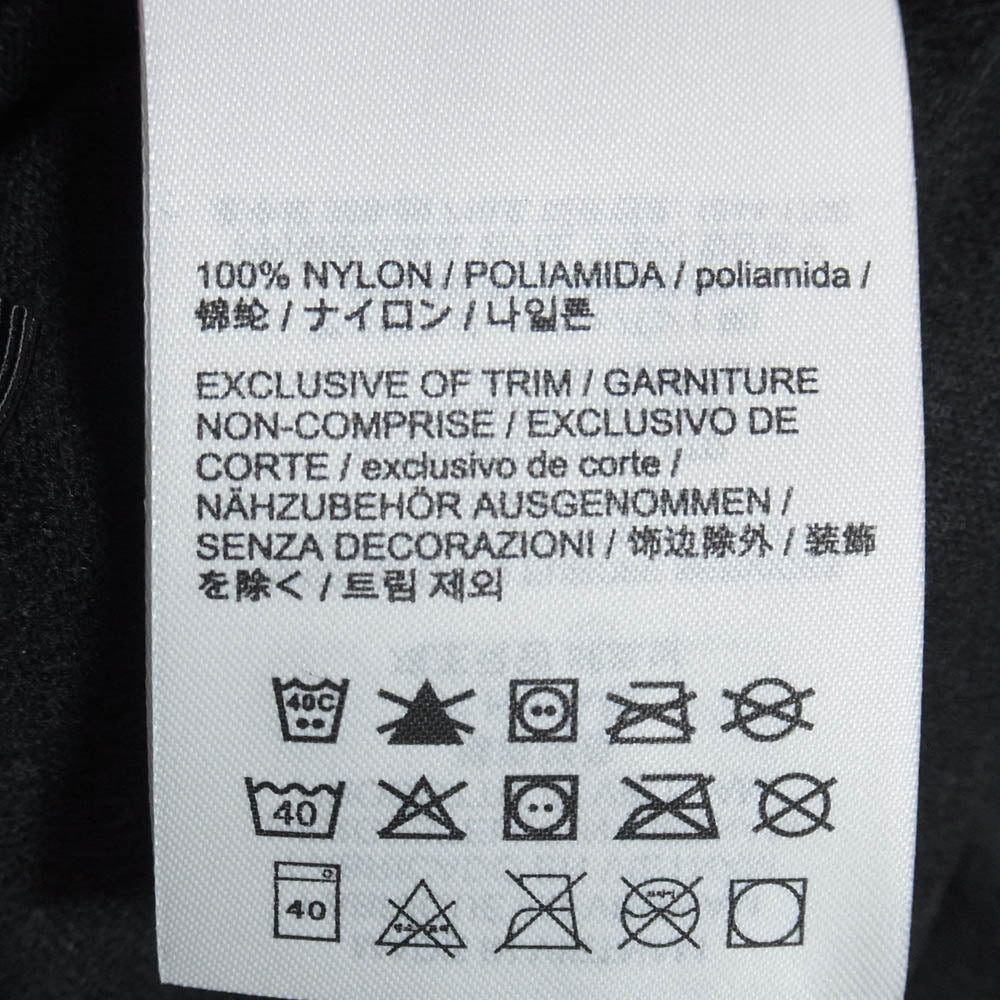 100% NYLON / POLIAMIDA / poliamida /
锦纶 / ナイロン / 나일론
EXCLUSIVE OF TRIM / GARNITURE
NON-COMPRISE / EXCLUSIVO DE
CORTE / exclusivo de corte /
NÄHZUBEHÖR AUSGENOMMEN /
SENZA DECORAZIONI / 饰边除外 / 装飾
を除く / 트림 제외
40C
40
40